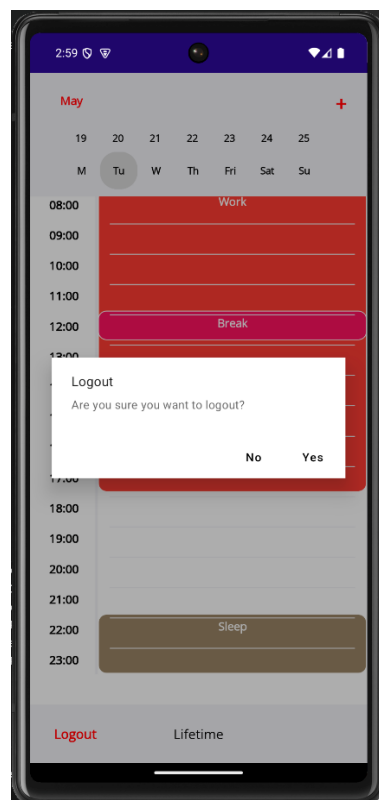 2:59
May +
19 20 21 22 23 24 25
M Tu W Th Fri Sat Su
08:00 Work
09:00
10:00
11:00
12:00 Break
13:00
Logout
Are you sure you want to logout?
No Yes
17:00
18:00
19:00
20:00
21:00
22:00 Sleep
23:00
Logout Lifetime